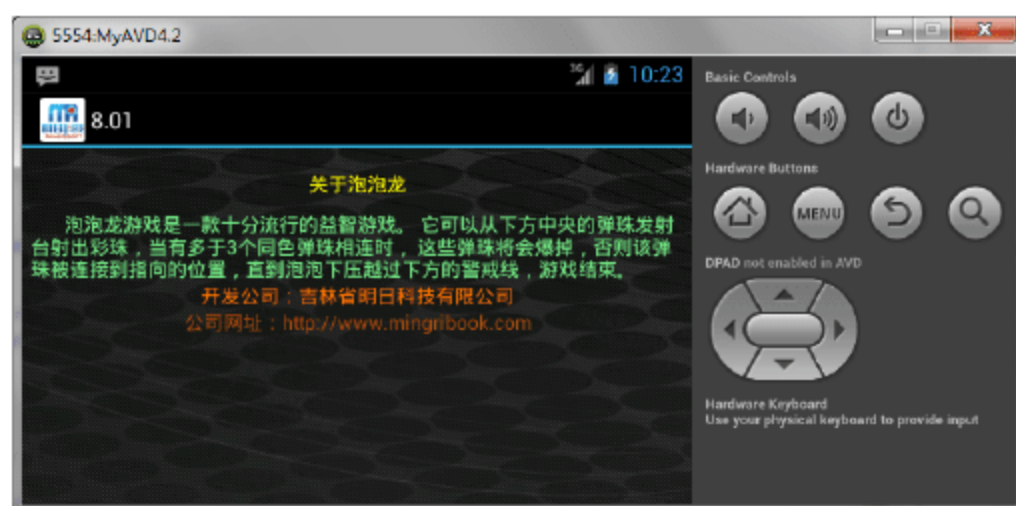 5554:MyAVD4.2
3G 10:23
8.01
关于泡泡龙
泡泡龙游戏是一款十分流行的益智游戏。 它可以从下方中央的弹珠发射
台射出彩珠，当有多于3个同色弹珠相连时，这些弹珠将会爆掉，否则该弹
珠被连接到指向的位置，直到泡泡下压越过下方的警戒线，游戏结束。
开发公司：吉林省明日科技有限公司
公司网址：http://www.mingribook.com
Basic Controls
Hardware Buttons
MENU
DPAD not enabled in AVD
Hardware Keyboard
Use your physical keyboard to provide input